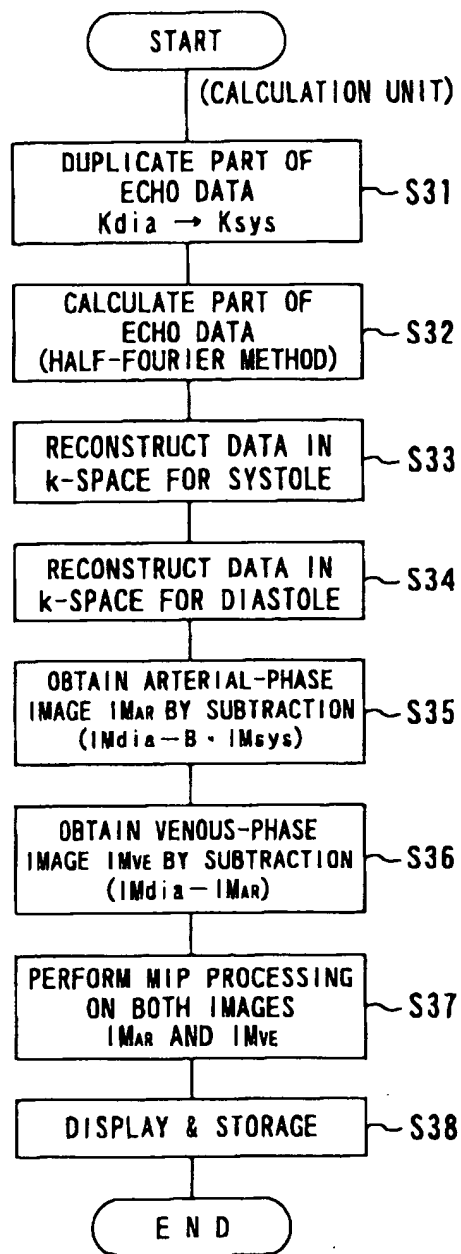 START
(CALCULATION UNIT)
DUPLICATE PART OF
ECHO DATA
Kdia → Ksys
S31
CALCULATE PART OF
ECHO DATA
(HALF-FOURIER METHOD)
S32
RECONSTRUCT DATA IN
k-SPACE FOR SYSTOLE
S33
RECONSTRUCT DATA IN
k-SPACE FOR DIASTOLE
S34
OBTAIN ARTERIAL-PHASE
IMAGE IMAR BY SUBTRACTION
(IMdia-B・IMsys)
S35
OBTAIN VENOUS-PHASE
IMAGE IMVE BY SUBTRACTION
(IMdia-IMAR)
S36
PERFORM MIP PROCESSING
ON BOTH IMAGES
IMAR AND IMVE
S37
DISPLAY & STORAGE
S38
END